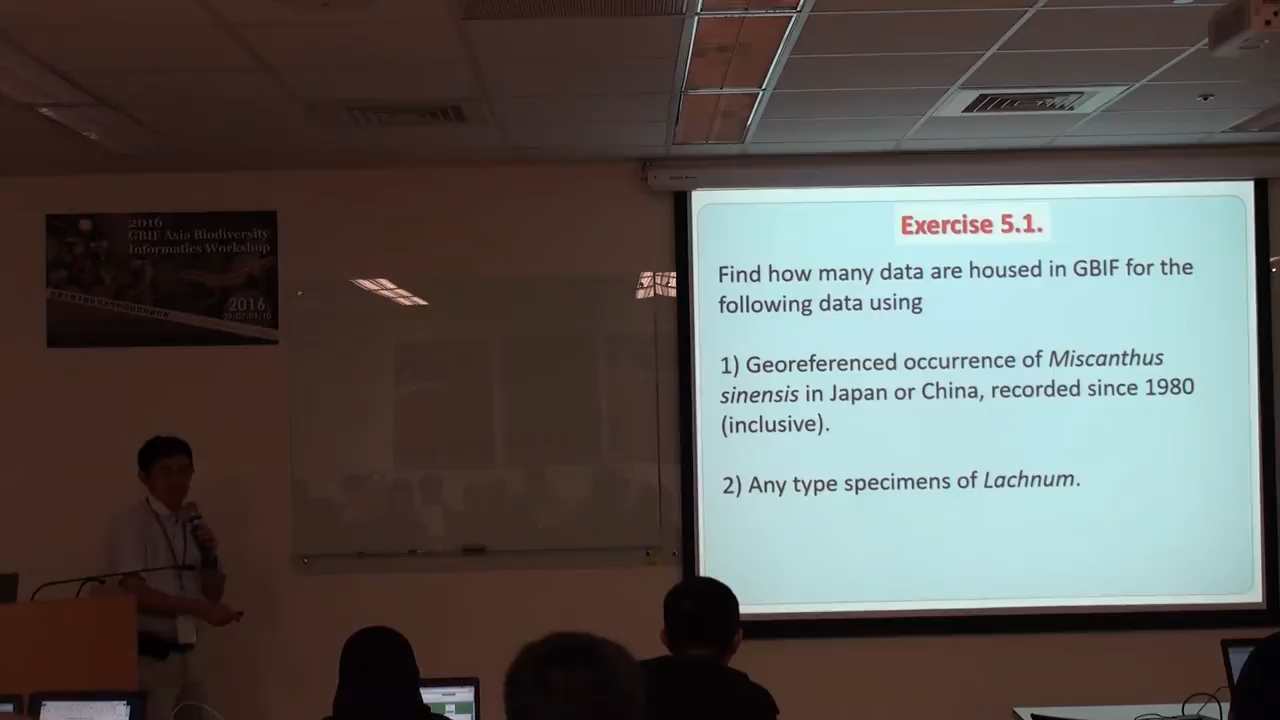 2016
GBIF Asia Biodiversity
Informatics Workshop
2016
Exercise 5.1.
Find how many data are housed in GBIF for the
following data using
1) Georeferenced occurrence of Miscanthus
sinensis in Japan or China, recorded since 1980
(inclusive).
2) Any type specimens of Lachnum.